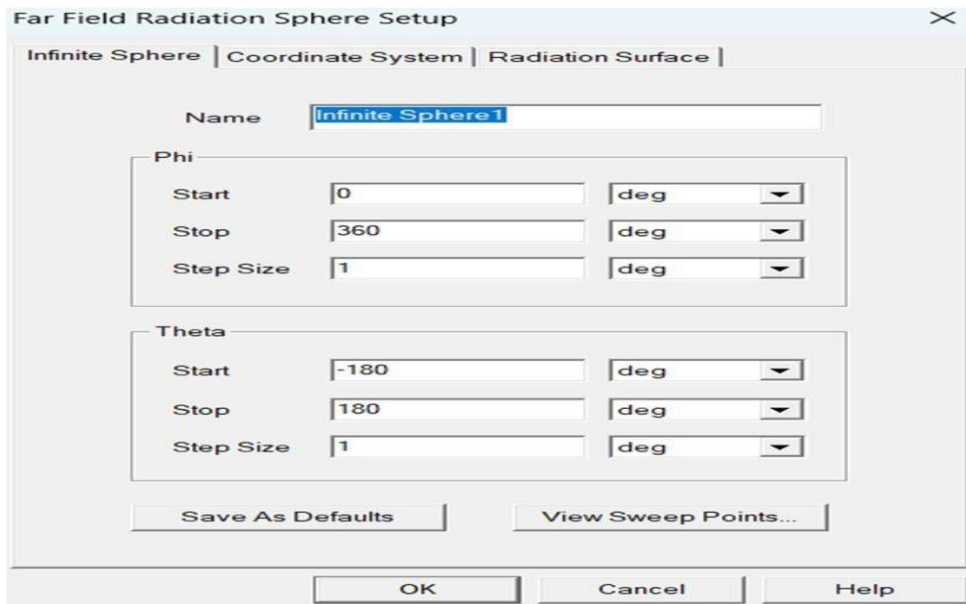 Far Field Radiation Sphere Setup
Infinite Sphere Coordinate System Radiation Surface
Name Infinite Sphere1
Phi
Start 0 deg
Stop 360 deg
Step Size 1 deg
Theta
Start -180 deg
Stop 180 deg
Step Size 1 deg
Save As Defaults View Sweep Points...
OK Cancel Help